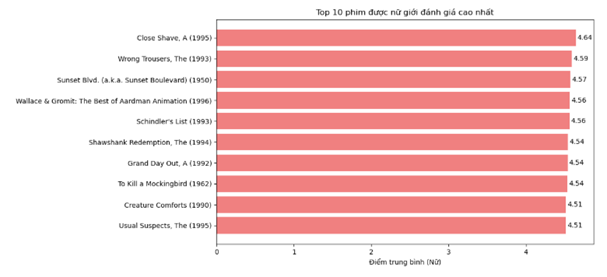 Top 10 phim được nữ giới đánh giá cao nhất
Close Shave, A (1995) 4.64
Wrong Trousers, The (1993) 4.59
Sunset Blvd. (a.k.a. Sunset Boulevard) (1950) 4.57
Wallace & Gromit: The Best of Aardman Animation (1996) 4.56
Schindler's List (1993) 4.56
Shawshank Redemption, The (1994) 4.54
Grand Day Out, A (1992) 4.54
To Kill a Mockingbird (1962) 4.54
Creature Comforts (1990) 4.51
Usual Suspects, The (1995) 4.51
0 1 2 3 4
Điểm trung bình (Nữ)